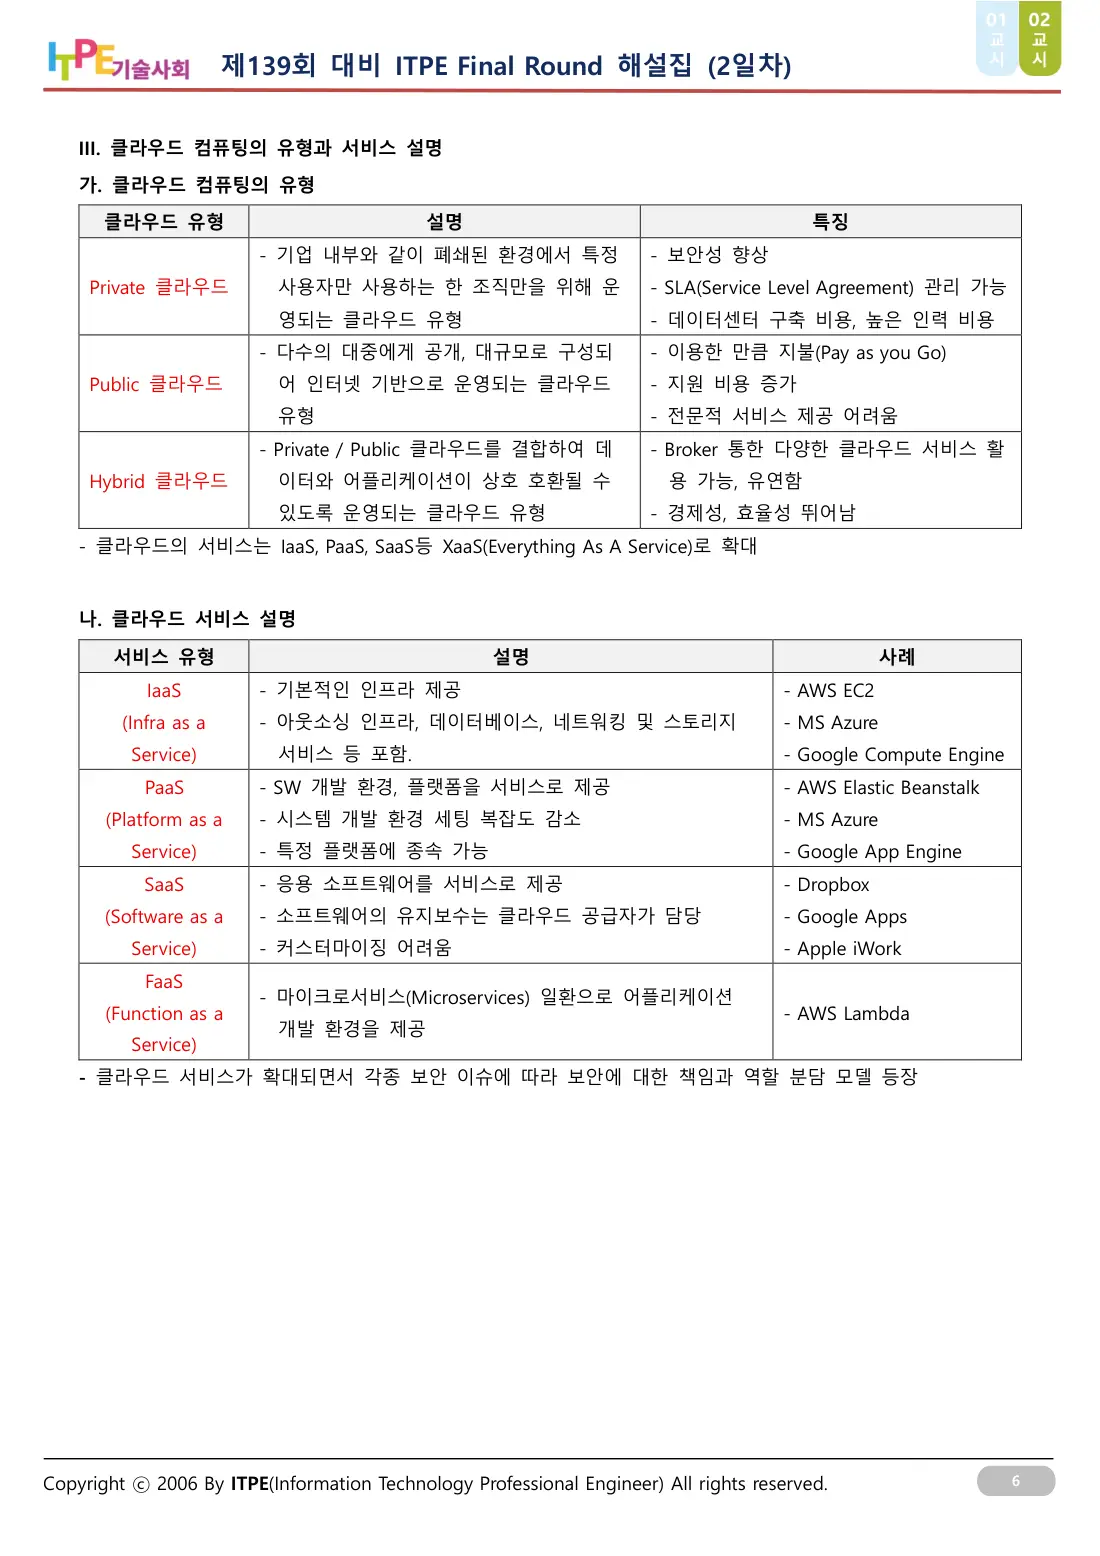 01
교
시
02
교
시
ITPE기술사회 제139회 대비 ITPE Final Round 해설집 (2일차)
III. 클라우드 컴퓨팅의 유형과 서비스 설명
가. 클라우드 컴퓨팅의 유형
클라우드 유형 설명 특징
Private 클라우드
- 기업 내부와 같이 폐쇄된 환경에서 특정
사용자만 사용하는 한 조직만을 위해 운
영되는 클라우드 유형
- 보안성 향상
- SLA(Service Level Agreement) 관리 가능
- 데이터센터 구축 비용, 높은 인력 비용
Public 클라우드
- 다수의 대중에게 공개, 대규모로 구성되
어 인터넷 기반으로 운영되는 클라우드
유형
- 이용한 만큼 지불(Pay as you Go)
- 지원 비용 증가
- 전문적 서비스 제공 어려움
Hybrid 클라우드
- Private / Public 클라우드를 결합하여 데
이터와 어플리케이션이 상호 호환될 수
있도록 운영되는 클라우드 유형
- Broker 통한 다양한 클라우드 서비스 활
용 가능, 유연함
- 경제성, 효율성 뛰어남
- 클라우드의 서비스는 IaaS, PaaS, SaaS등 XaaS(Everything As A Service)로 확대
나. 클라우드 서비스 설명
서비스 유형 설명 사례
IaaS
(Infra as a
Service)
- 기본적인 인프라 제공
- 아웃소싱 인프라, 데이터베이스, 네트워킹 및 스토리지
서비스 등 포함.
- AWS EC2
- MS Azure
- Google Compute Engine
PaaS
(Platform as a
Service)
- SW 개발 환경, 플랫폼을 서비스로 제공
- 시스템 개발 환경 세팅 복잡도 감소
- 특정 플랫폼에 종속 가능
- AWS Elastic Beanstalk
- MS Azure
- Google App Engine
SaaS
(Software as a
Service)
- 응용 소프트웨어를 서비스로 제공
- 소프트웨어의 유지보수는 클라우드 공급자가 담당
- 커스터마이징 어려움
- Dropbox
- Google Apps
- Apple iWork
FaaS
(Function as a
Service)
- 마이크로서비스(Microservices) 일환으로 어플리케이션
개발 환경을 제공
- AWS Lambda
- 클라우드 서비스가 확대되면서 각종 보안 이슈에 따라 보안에 대한 책임과 역할 분담 모델 등장
Copyright ⓒ 2006 By ITPE(Information Technology Professional Engineer) All rights reserved.
6